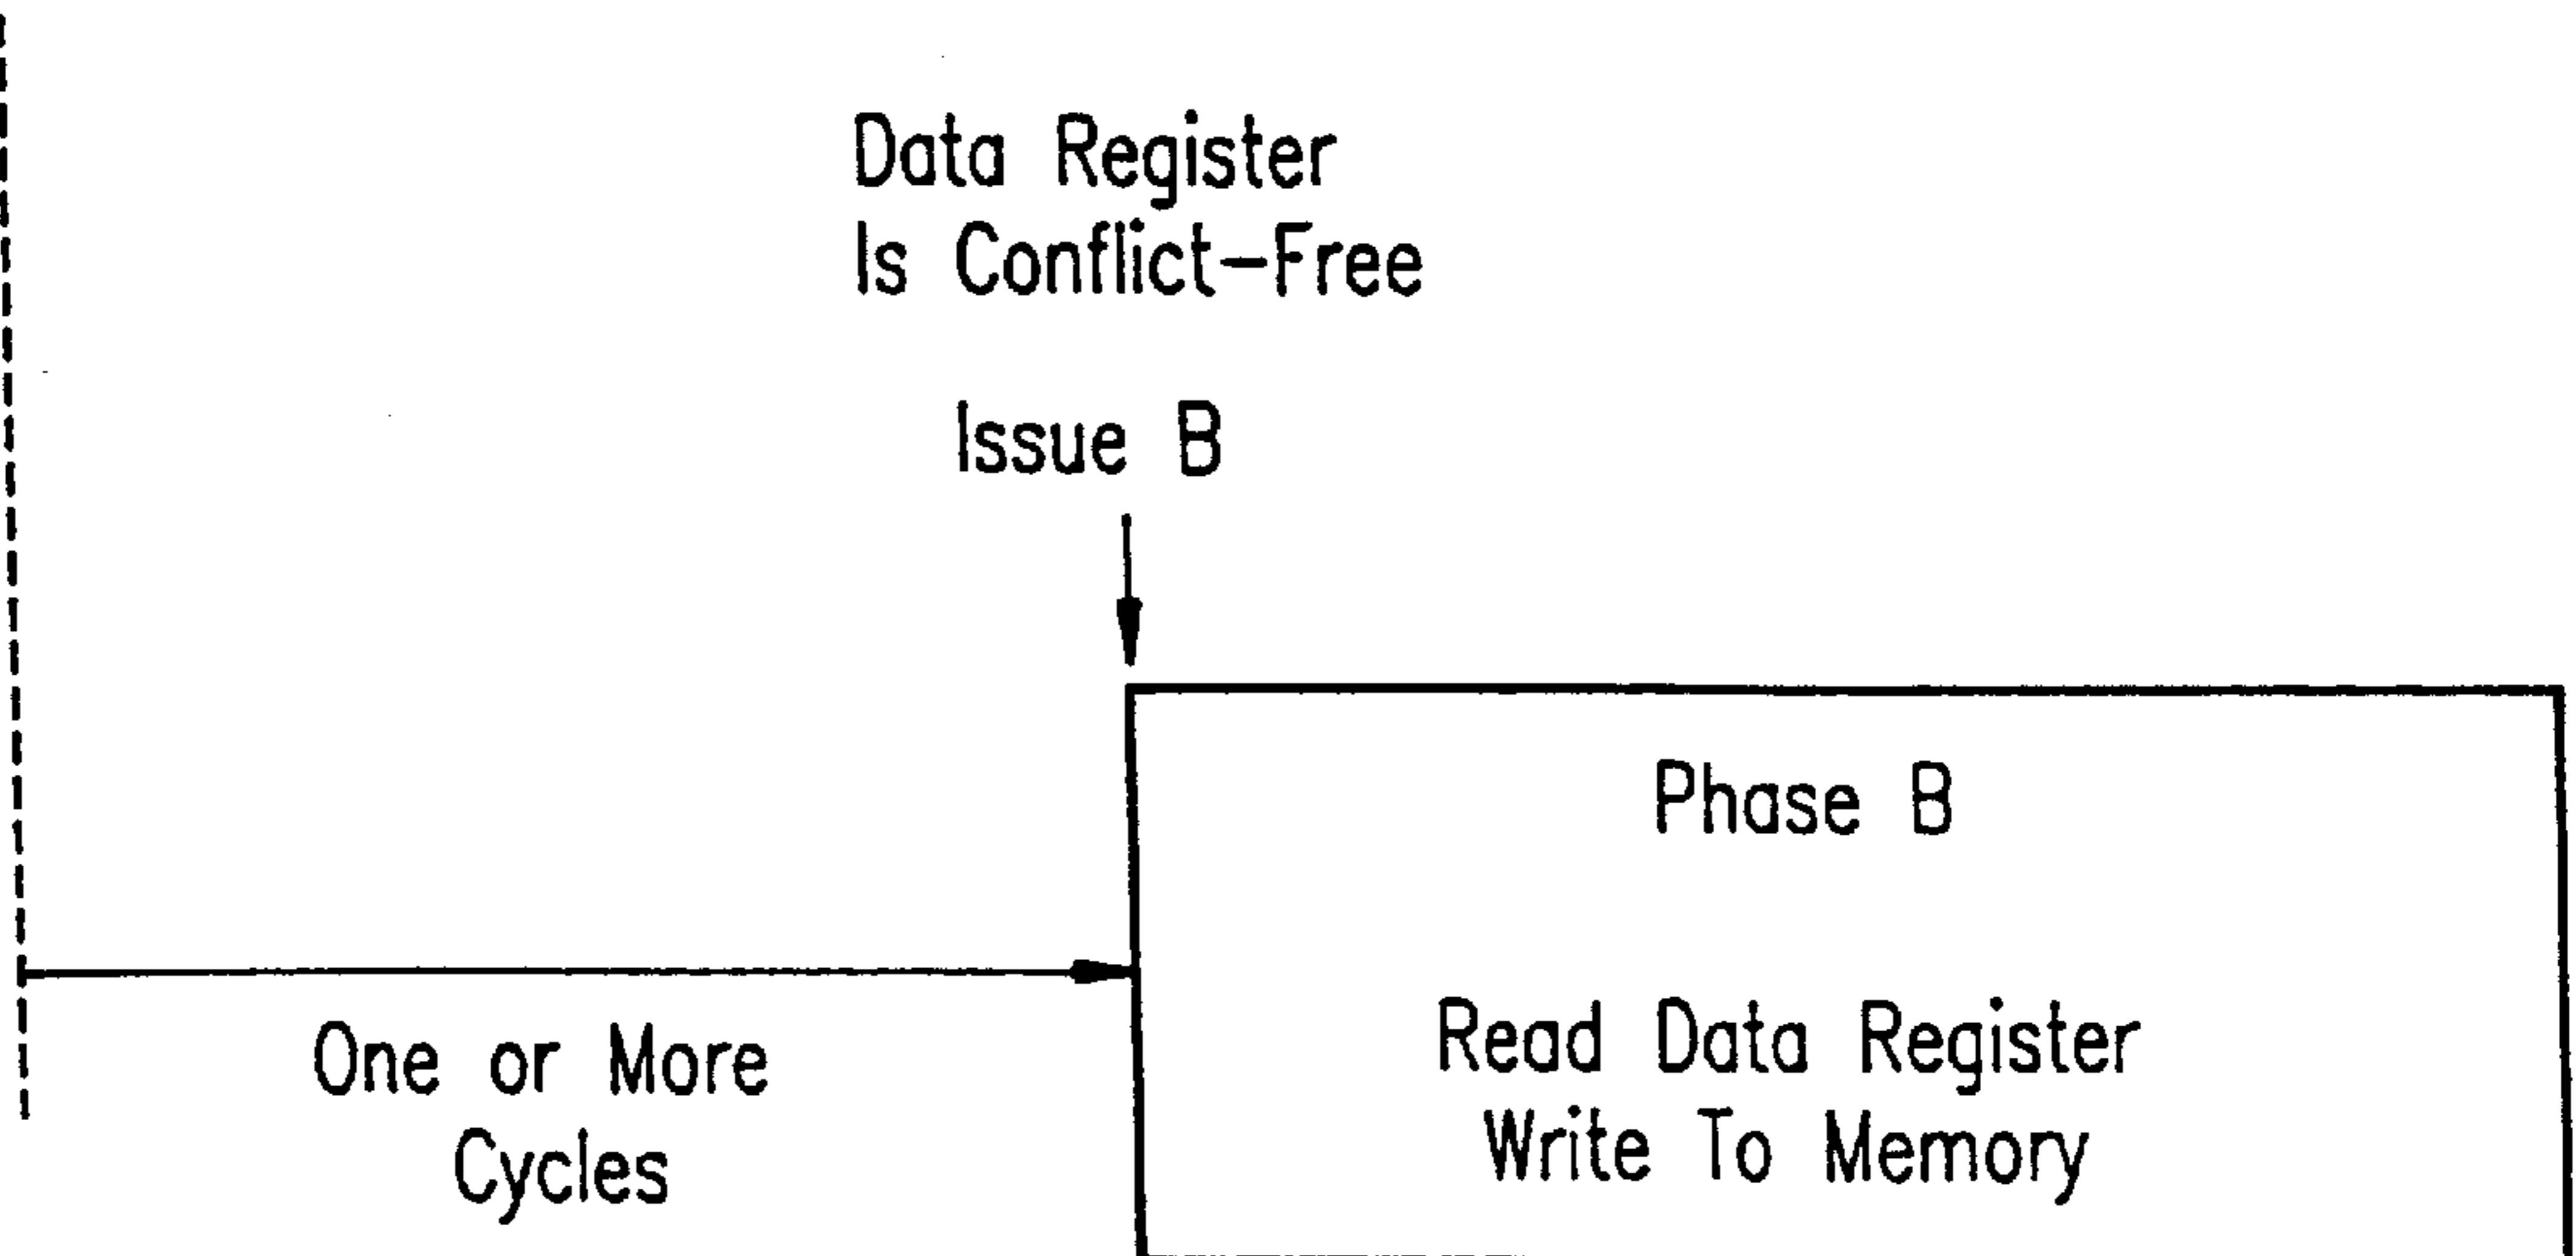 Data Register
Is Conflict-Free
Issue B
Phase B
One or More
Cycles
Read Data Register
Write To Memory